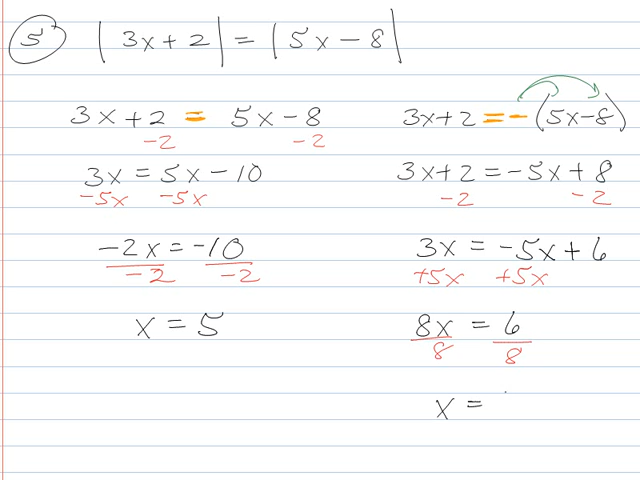 5 |3x+2| = |5x-8|
3x+2 = 5x-8 3x+2 = -(5x-8)
-2 -2
3x = 5x-10 3x+2 = -5x+8
-5x -5x -2 -2
-2x = -10 3x = -5x+6
-2 -2 +5x +5x
x = 5 8x = 6
8 8
x =